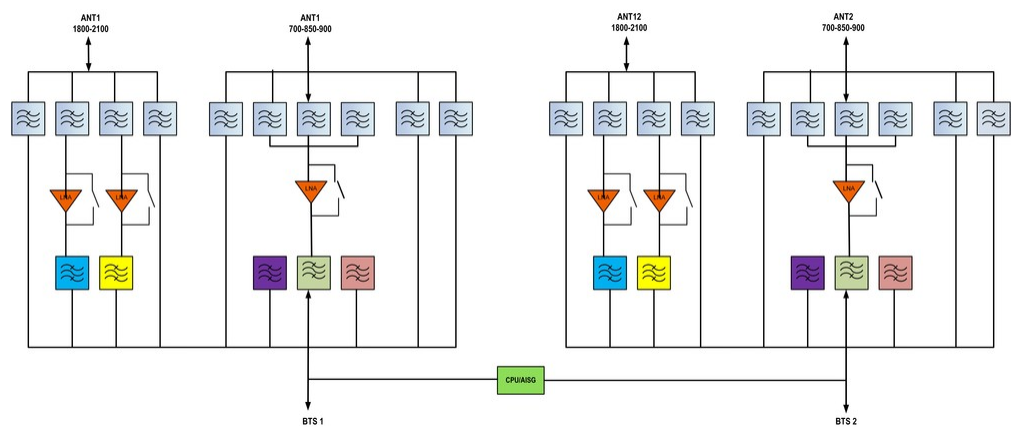 ANT1
1800-2100
ANT1
700-850-900
ANT12
1800-2100
ANT2
700-850-900
LNA
LNA
LNA
LNA
LNA
LNA
CPU/AISG
BTS 1
BTS 2